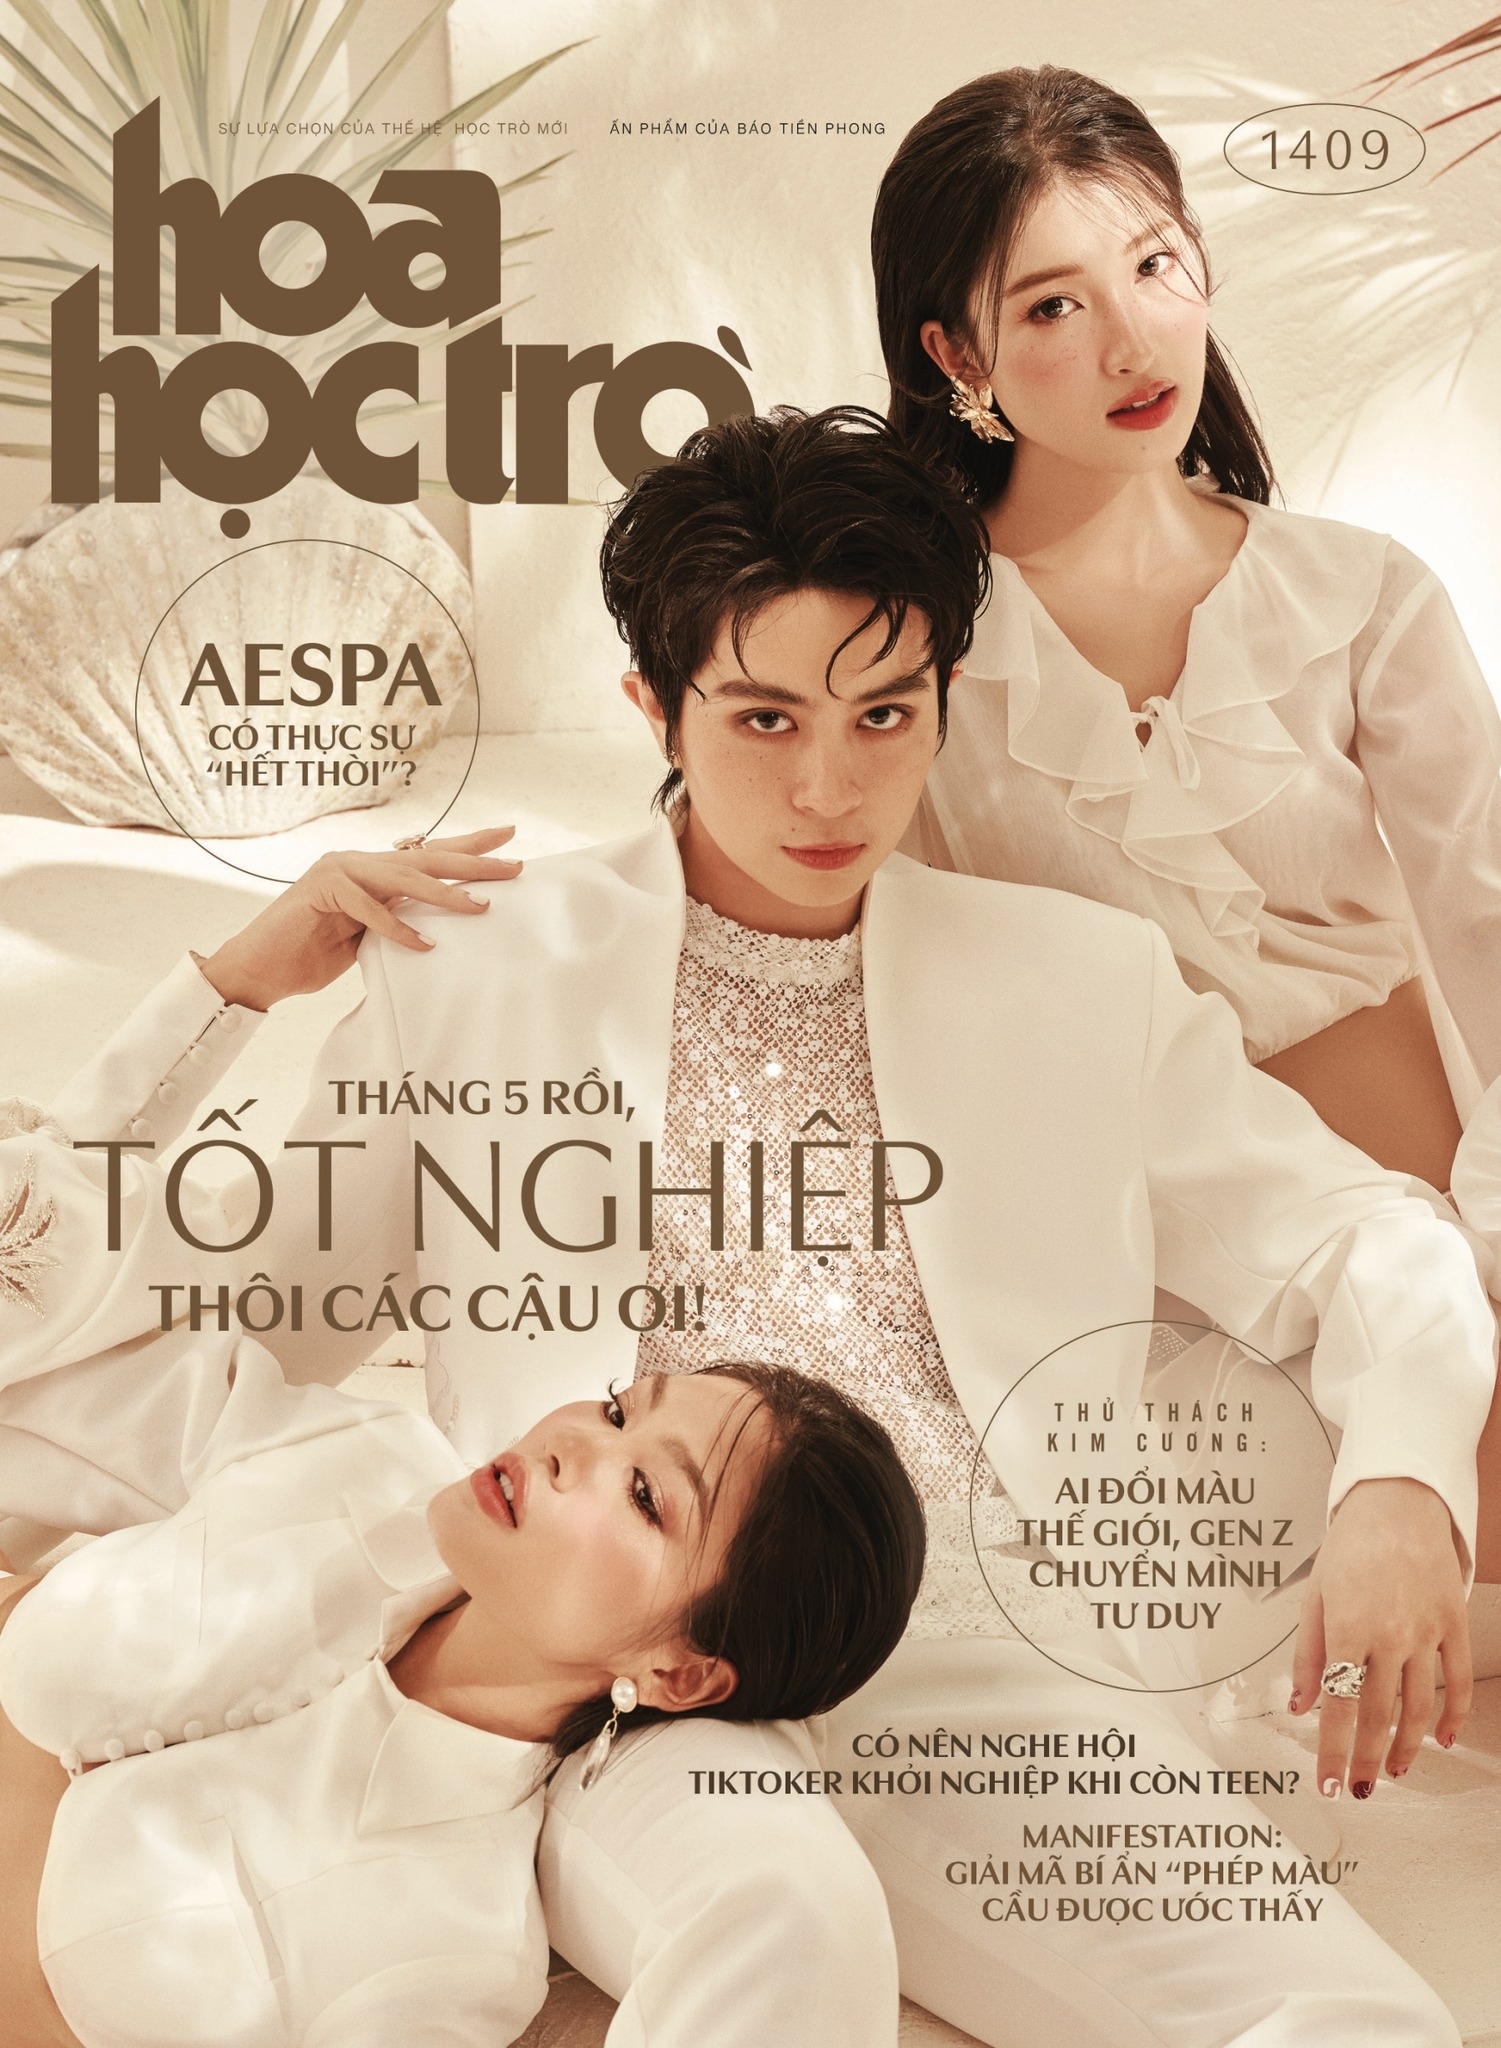 SỰ LỰA CHỌN CỦA THẾ HỆ HỌC TRÒ MỚI
ẤN PHẨM CỦA BÁO TIỀN PHONG
1409
hoa
học trò
AESPA
CÓ THỰC SỰ
“HẾT THỜI”?
THÁNG 5 RỒI,
TỐT NGHIỆP
THÔI CÁC CẬU ƠI!
THỬ THÁCH
KIM CƯƠNG:
AI ĐỔI MÀU
THẾ GIỚI, GEN Z
CHUYỂN MÌNH
TƯ DUY
CÓ NÊN NGHE HỘI
TIKTOKER KHỞI NGHIỆP KHI CÒN TEEN?
MANIFESTATION:
GIẢI MÃ BÍ ẨN “PHÉP MÀU”
CẦU ĐƯỢC ƯỚC THẤY